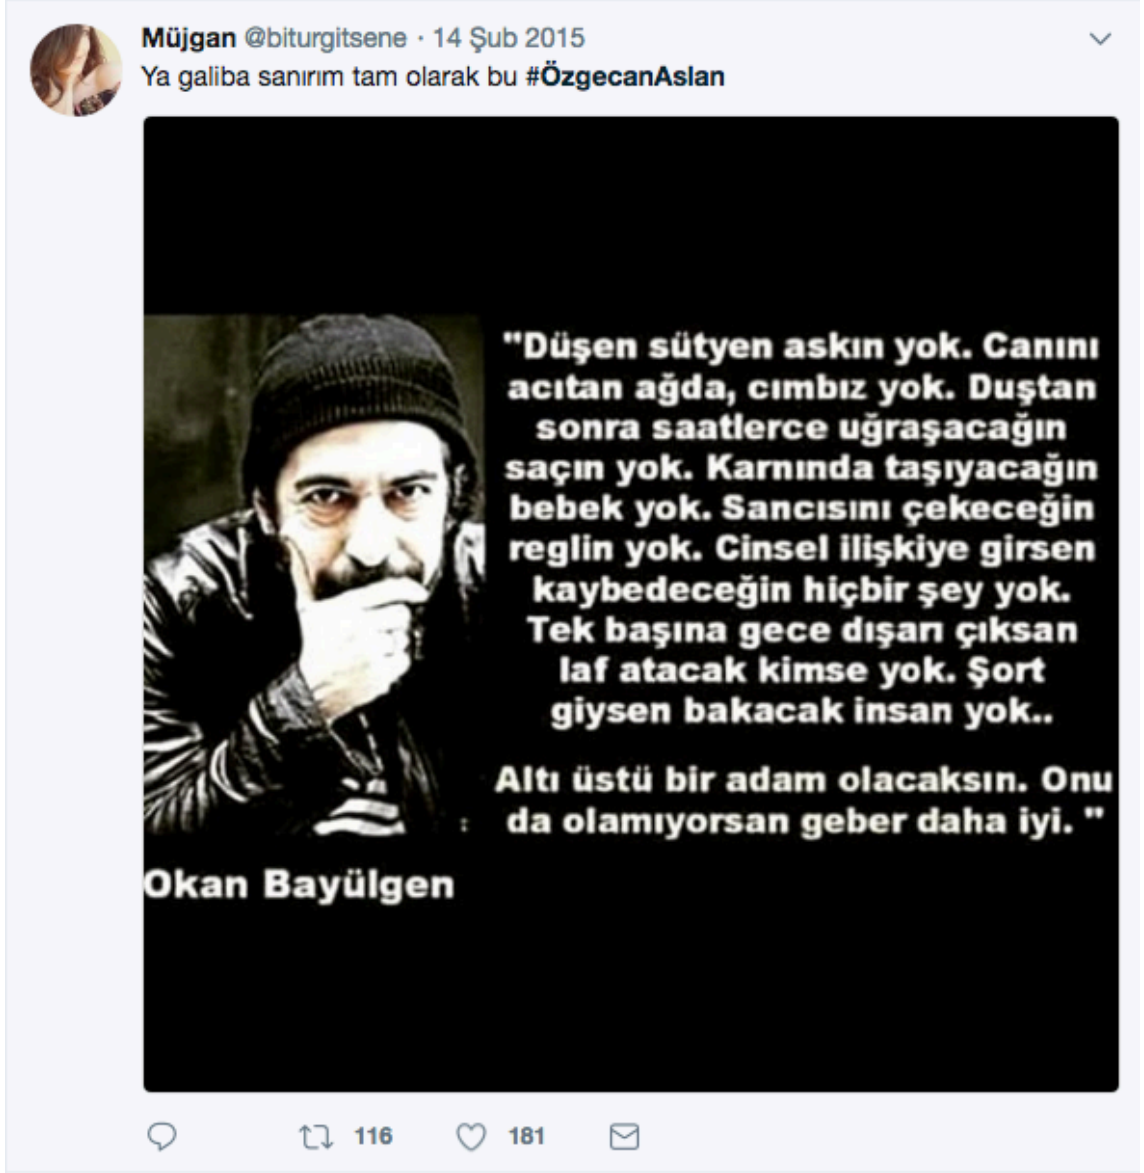 Müjgan @biturgitsene · 14 Şub 2015
Ya galiba sanırım tam olarak bu #ÖzgecanAslan
"Düşen sütyen askın yok. Canını
acıtan ağda, cımbız yok. Duştan
sonra saatlerce uğraşacağın
saçın yok. Karnında taşıyacağın
bebek yok. Sancısını çekeceğin
reglin yok. Cinsel ilişkiye girsen
kaybedeceğin hiçbir şey yok.
Tek başına gece dışarı çıksan
laf atacak kimse yok. Şort
giysen bakacak insan yok..
Altı üstü bir adam olacaksın. Onu
: da olamıyorsan geber daha iyi. "
Okan Bayülgen
116 181